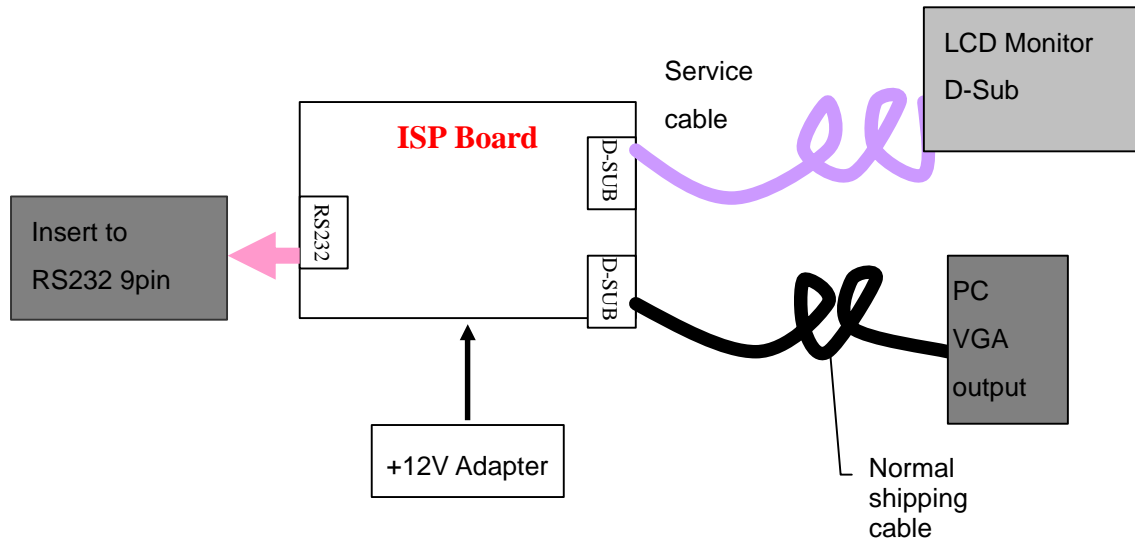 LCD Monitor
D-Sub
Service
cable
ISP Board
D-SUB
RS232
Insert to
RS232 9pin
D-SUB
PC
VGA
output
+12V Adapter
Normal
shipping
cable